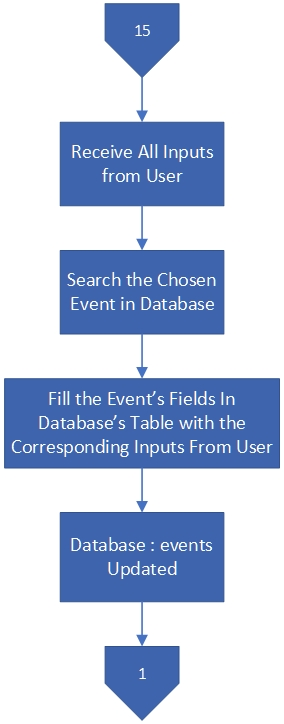 15
Receive All Inputs
from User
Search the Chosen
Event in Database
Fill the Event's Fields In
Database's Table with the
Corresponding Inputs From User
Database : events
Updated
1